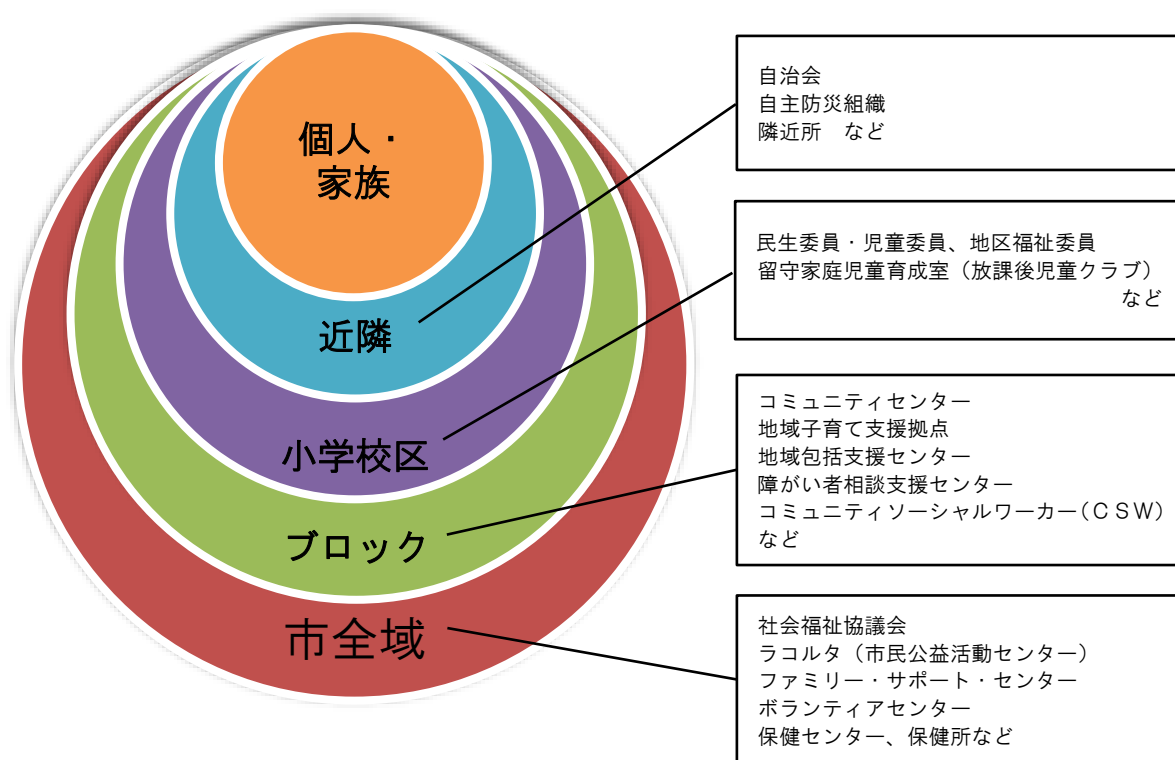 個人・
家族
近隣
小学校区
ブロック
市全域
自治会
自主防災組織
隣近所　など
民生委員・児童委員、地区福祉委員
留守家庭児童育成室（放課後児童クラブ）
など
コミュニティセンター
地域子育て支援拠点
地域包括支援センター
障がい者相談支援センター
コミュニティソーシャルワーカー（ＣＳＷ）
など
社会福祉協議会
ラコルタ（市民公益活動センター）
ファミリー・サポート・センター
ボランティアセンター
保健センター、保健所など